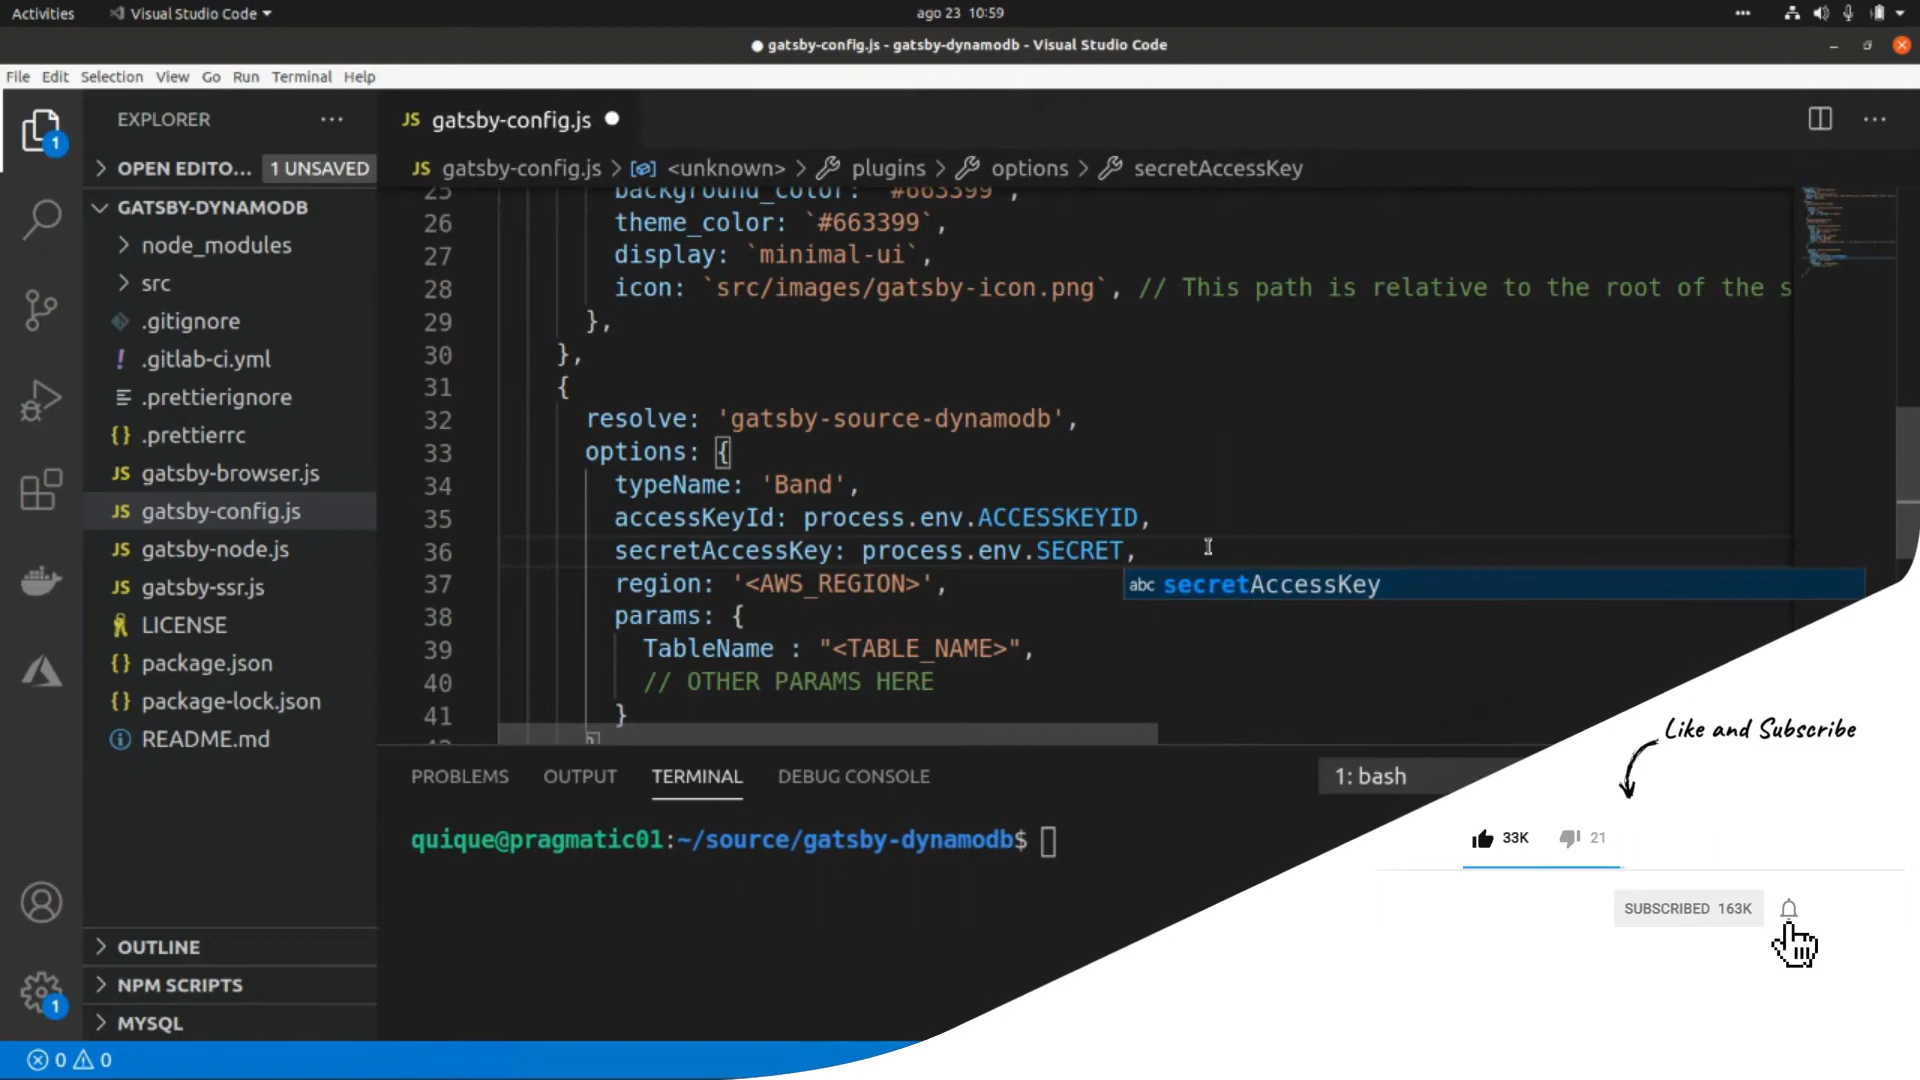 Activities Visual Studio Code ago 23 10:59
gatsby-config.js - gatsby-dynamodb - Visual Studio Code
File Edit Selection View Go Run Terminal Help
EXPLORER
OPEN EDITO... 1 UNSAVED
GATSBY-DYNAMODB
node_modules
src
.gitignore
.gitlab-ci.yml
.prettierignore
.prettierrc
gatsby-browser.js
gatsby-config.js
gatsby-node.js
gatsby-ssr.js
LICENSE
package.json
package-lock.json
README.md
OUTLINE
NPM SCRIPTS
MYSQL
JS gatsby-config.js
JS gatsby-config.js > <unknown> > plugins > options > secretAccessKey
25 background_color: `#663399`,
26 theme_color: `#663399`,
27 display: `minimal-ui`,
28 icon: `src/images/gatsby-icon.png`, // This path is relative to the root of the s
29 },
30 },
31 {
32 resolve: 'gatsby-source-dynamodb',
33 options: {
34 typeName: 'Band',
35 accessKeyId: process.env.ACCESSKEYID,
36 secretAccessKey: process.env.SECRET,
37 region: '<AWS_REGION>',
abc secretAccessKey
38 params: {
39 TableName : "<TABLE_NAME>",
40 // OTHER PARAMS HERE
41 }
PROBLEMS OUTPUT TERMINAL DEBUG CONSOLE 1: bash
quique@pragmatic01:~/source/gatsby-dynamodb$
Like and Subscribe
33K 21
SUBSCRIBED 163K
0 0